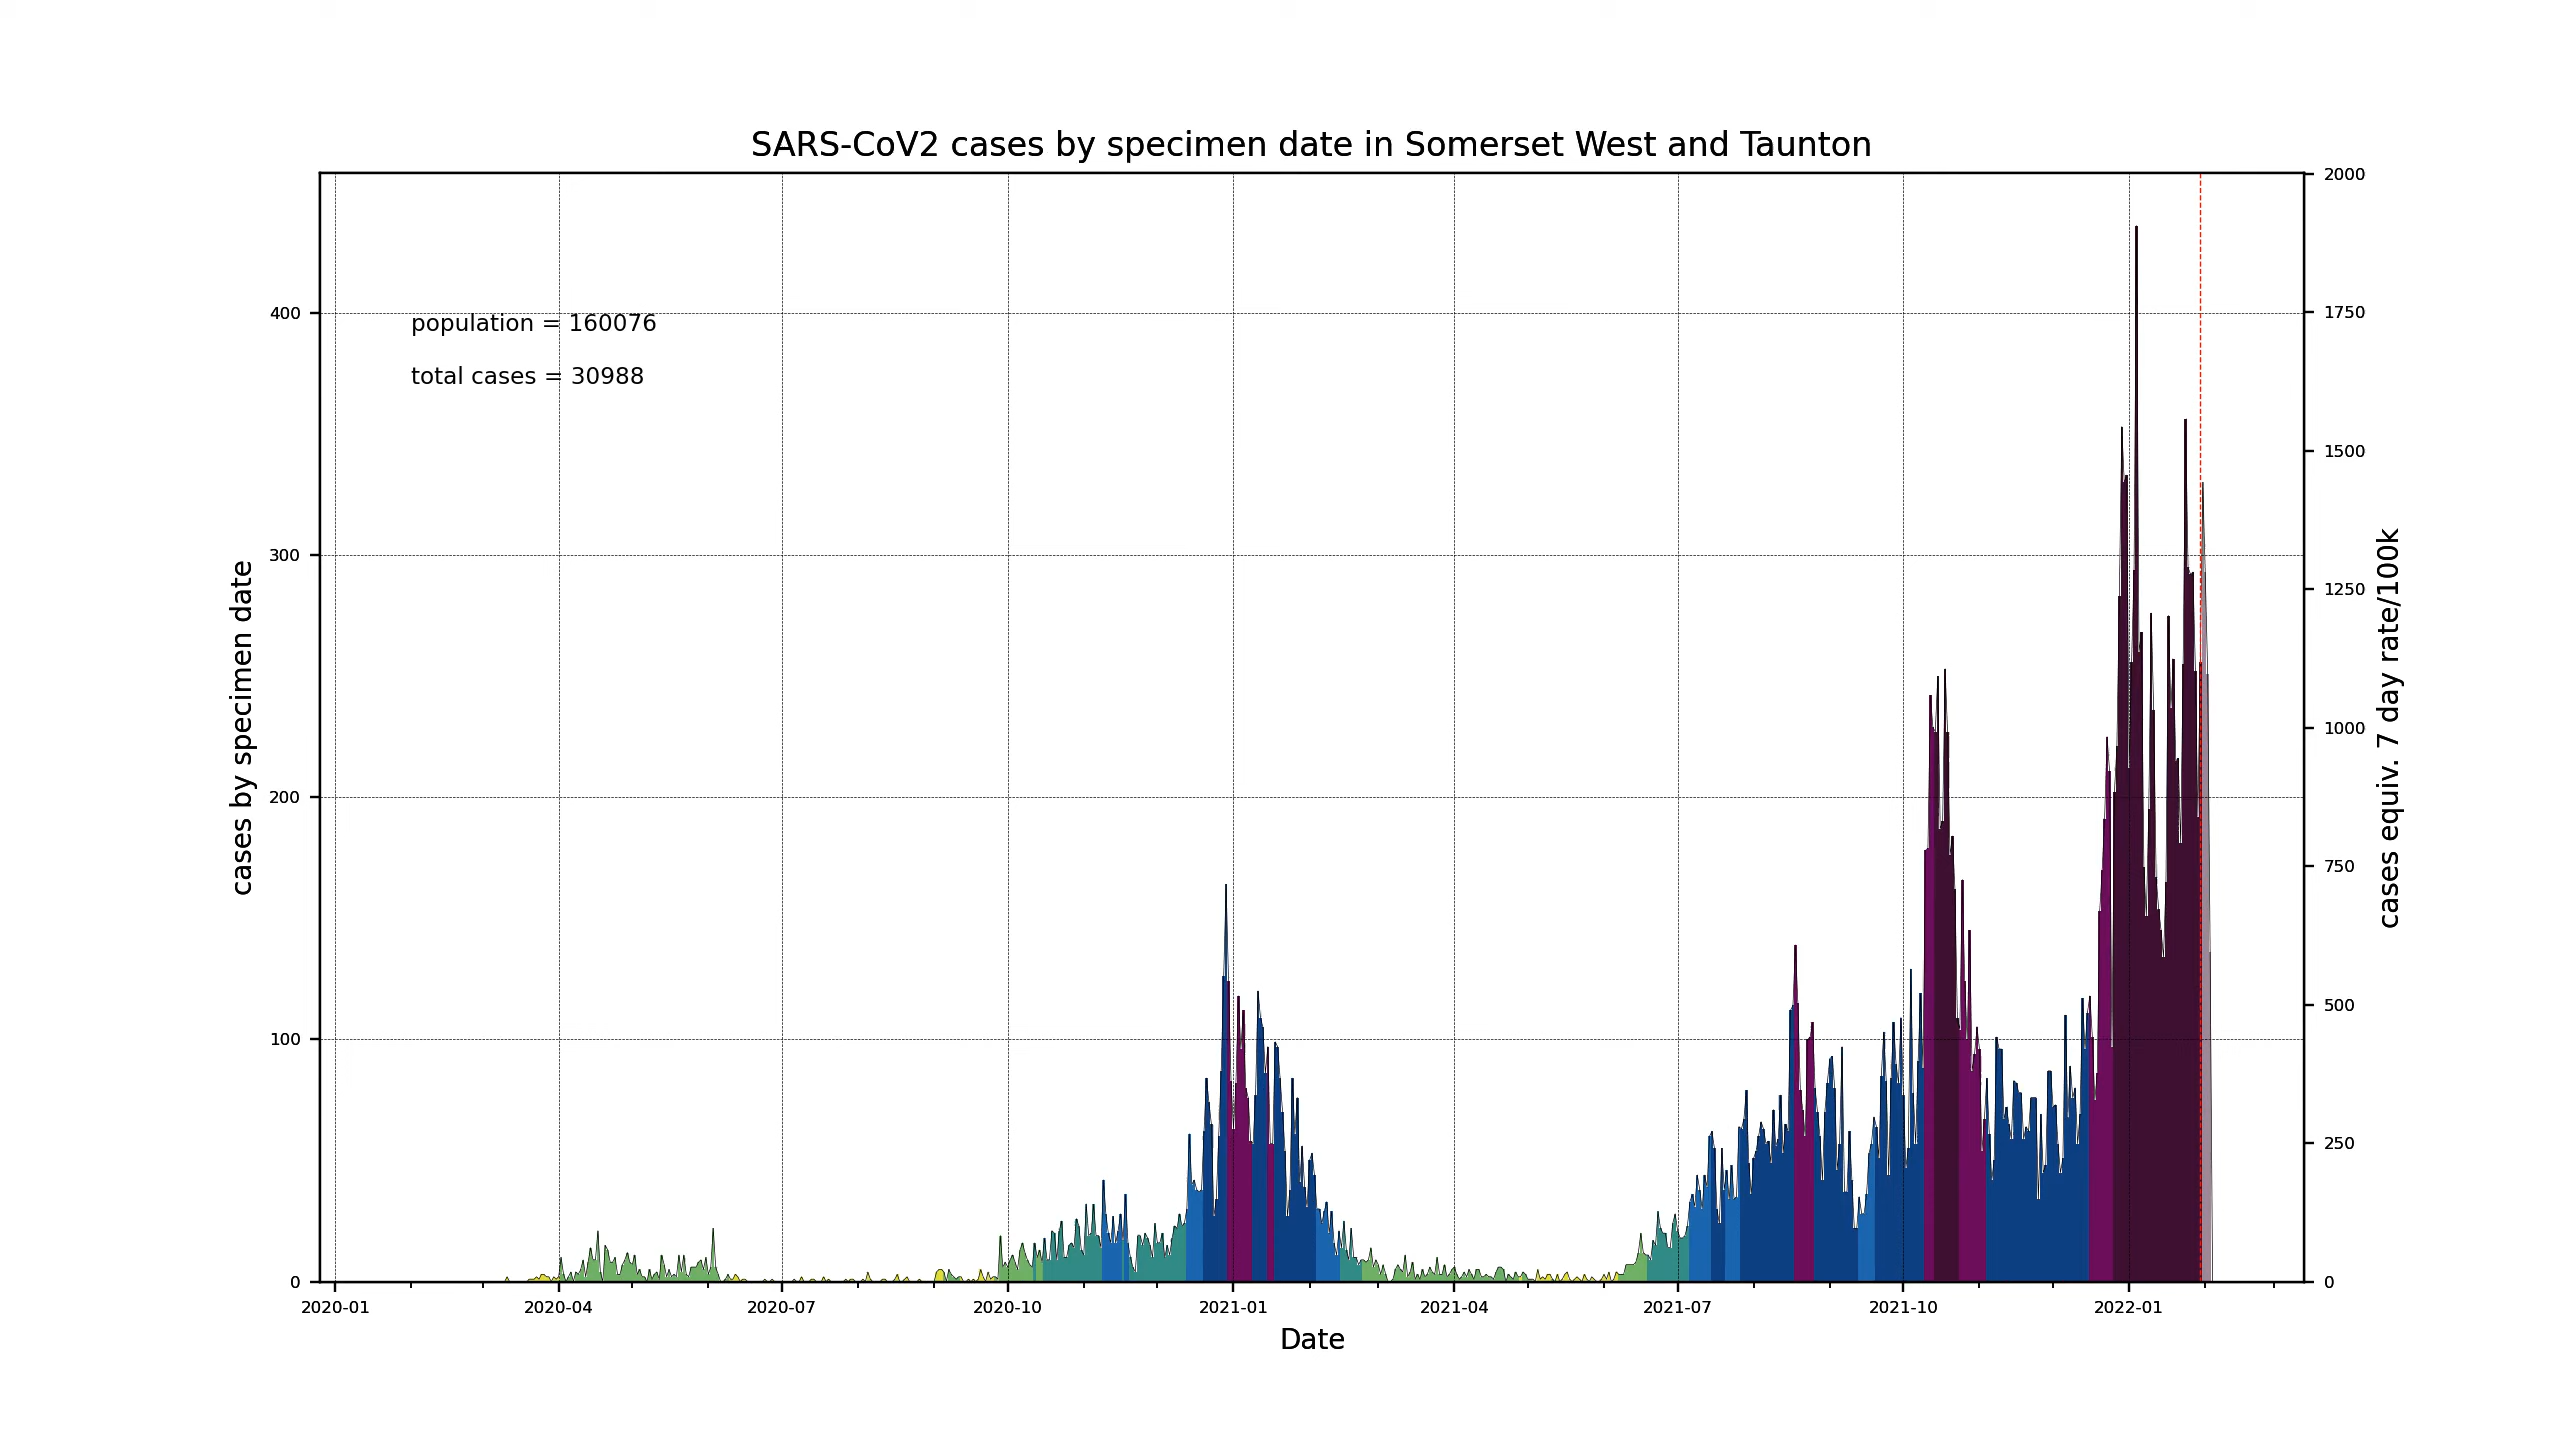 SARS-CoV2 cases by specimen date in Somerset West and Taunton
population = 160076
total cases = 30988
cases by specimen date
400
300
200
100
0
2000
1750
1500
1250
1000
750
500
250
0
cases equiv. 7 day rate/100k
2020-01 2020-04 2020-07 2020-10 2021-01 2021-04 2021-07 2021-10 2022-01
Date